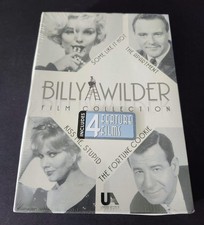 SOME LIKE IT HOT
THE APARTMENT
BILLY WILDER
FILM COLLECTION
INCLUDES
4 FEATURE
FILMS
KISS ME, STUPID
THE FORTUNE COOKIE
UA